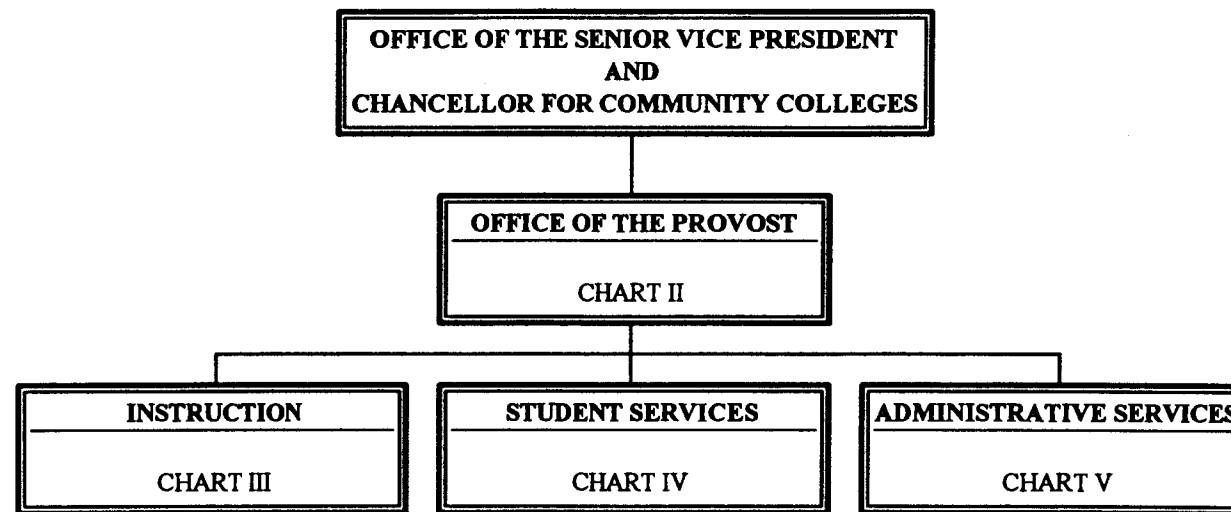 OFFICE OF THE SENIOR VICE PRESIDENT
AND
CHANCELLOR FOR COMMUNITY COLLEGES
OFFICE OF THE PROVOST
CHART II
INSTRUCTION
CHART III
STUDENT SERVICES
CHART IV
ADMINISTRATIVE SERVICES
CHART V